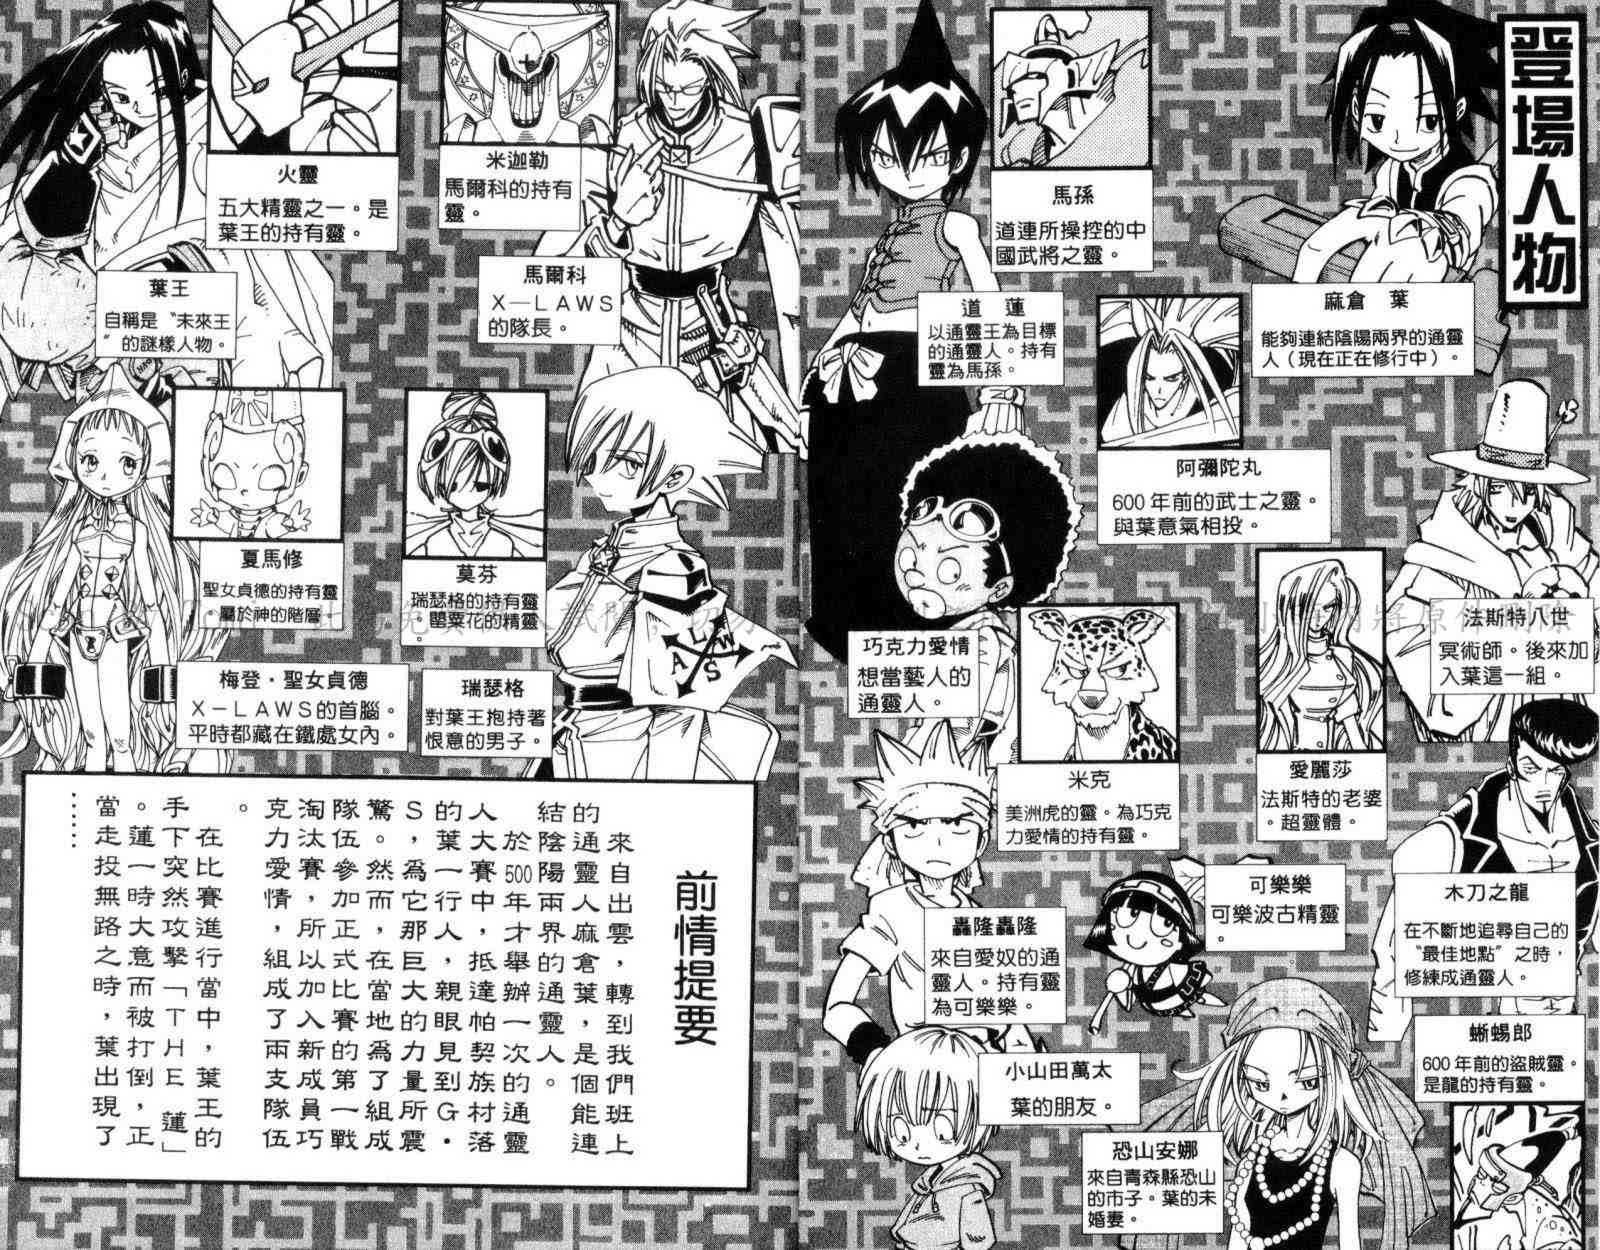 登場人物
麻倉　葉
能夠連結陰陽兩界的通靈
人（現在正在修行中）。
馬孫
道連所操控的中
國武將之靈。
道　蓮
以通靈王為目標
的通靈人。持有
靈為馬孫。
阿彌陀丸
600年前的武士之靈。
與葉意氣相投。
法斯特八世
冥術師。後來加
入葉這一組。
愛麗莎
法斯特的老婆
。超靈體。
巧克力愛情
想當藝人的
通靈人。
米克
美洲虎的靈。為巧克
力愛情的持有靈。
木刀之龍
在不斷地追尋自己的
“最佳地點”之時，
修練成通靈人。
可樂樂
可樂波古精靈
。
轟隆轟隆
來自愛奴的通
靈人。持有靈
為可樂樂。
蜥蜴郎
600年前的盜賊靈。
是龍的持有靈。
小山田萬太
葉的朋友。
恐山安娜
來自青森縣恐山
的市子。葉的未
婚妻。
米迦勒
馬爾科的持有
靈。
火靈
五大精靈之一。是
葉王的持有靈。
馬爾科
X－LAWS
的隊長。
葉王
自稱是〝未來王
〞的謎樣人物。
夏馬修
聖女貞德的持有靈
。屬於神的階層
莫芬
瑞瑟格的持有靈
。罌粟花的精靈
梅登・聖女貞德
X－LAWS的首腦。
平時都藏在鐵處女內。
瑞瑟格
對葉王抱持著
恨意的男子。
LAWS
前情提要
來自出雲，轉到我們班上
的通靈人麻倉葉，是個能連
結陰陽兩界的通靈人。
於500年才舉辦一次的通靈
人大賽中，抵達帕契族村落
的葉一行人，親眼見到G・
S，為它那巨大的力量所震
驚。然而在當地為了組成
隊伍參加正式比賽的第一戰
淘汰賽，所以加入新成員巧
克力愛情，組成了兩支隊伍
。
在比賽進行當中，葉王的
手下突然攻擊「THE 蓮」
。蓮一時大意而被打倒，正
當走投無路之時，葉出現了
……